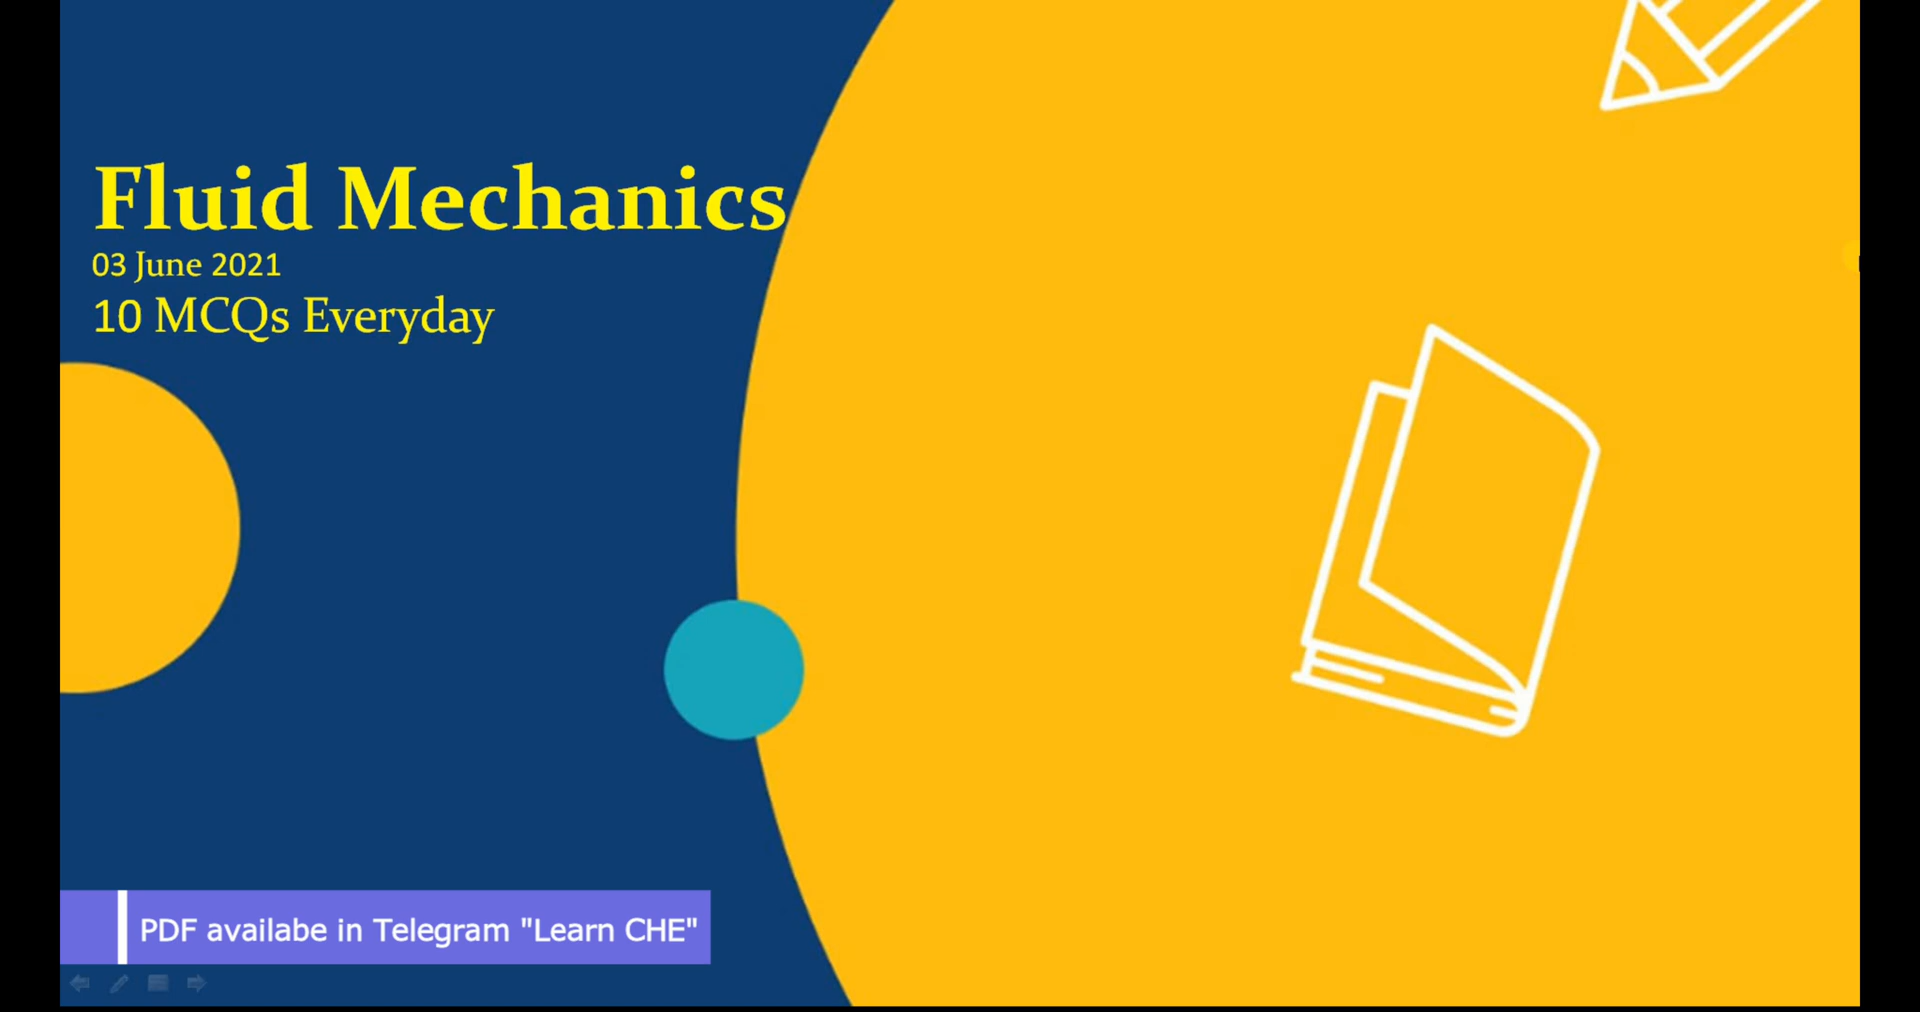 Fluid Mechanics
03 June 2021
10 MCQs Everyday
PDF availabe in Telegram "Learn CHE"